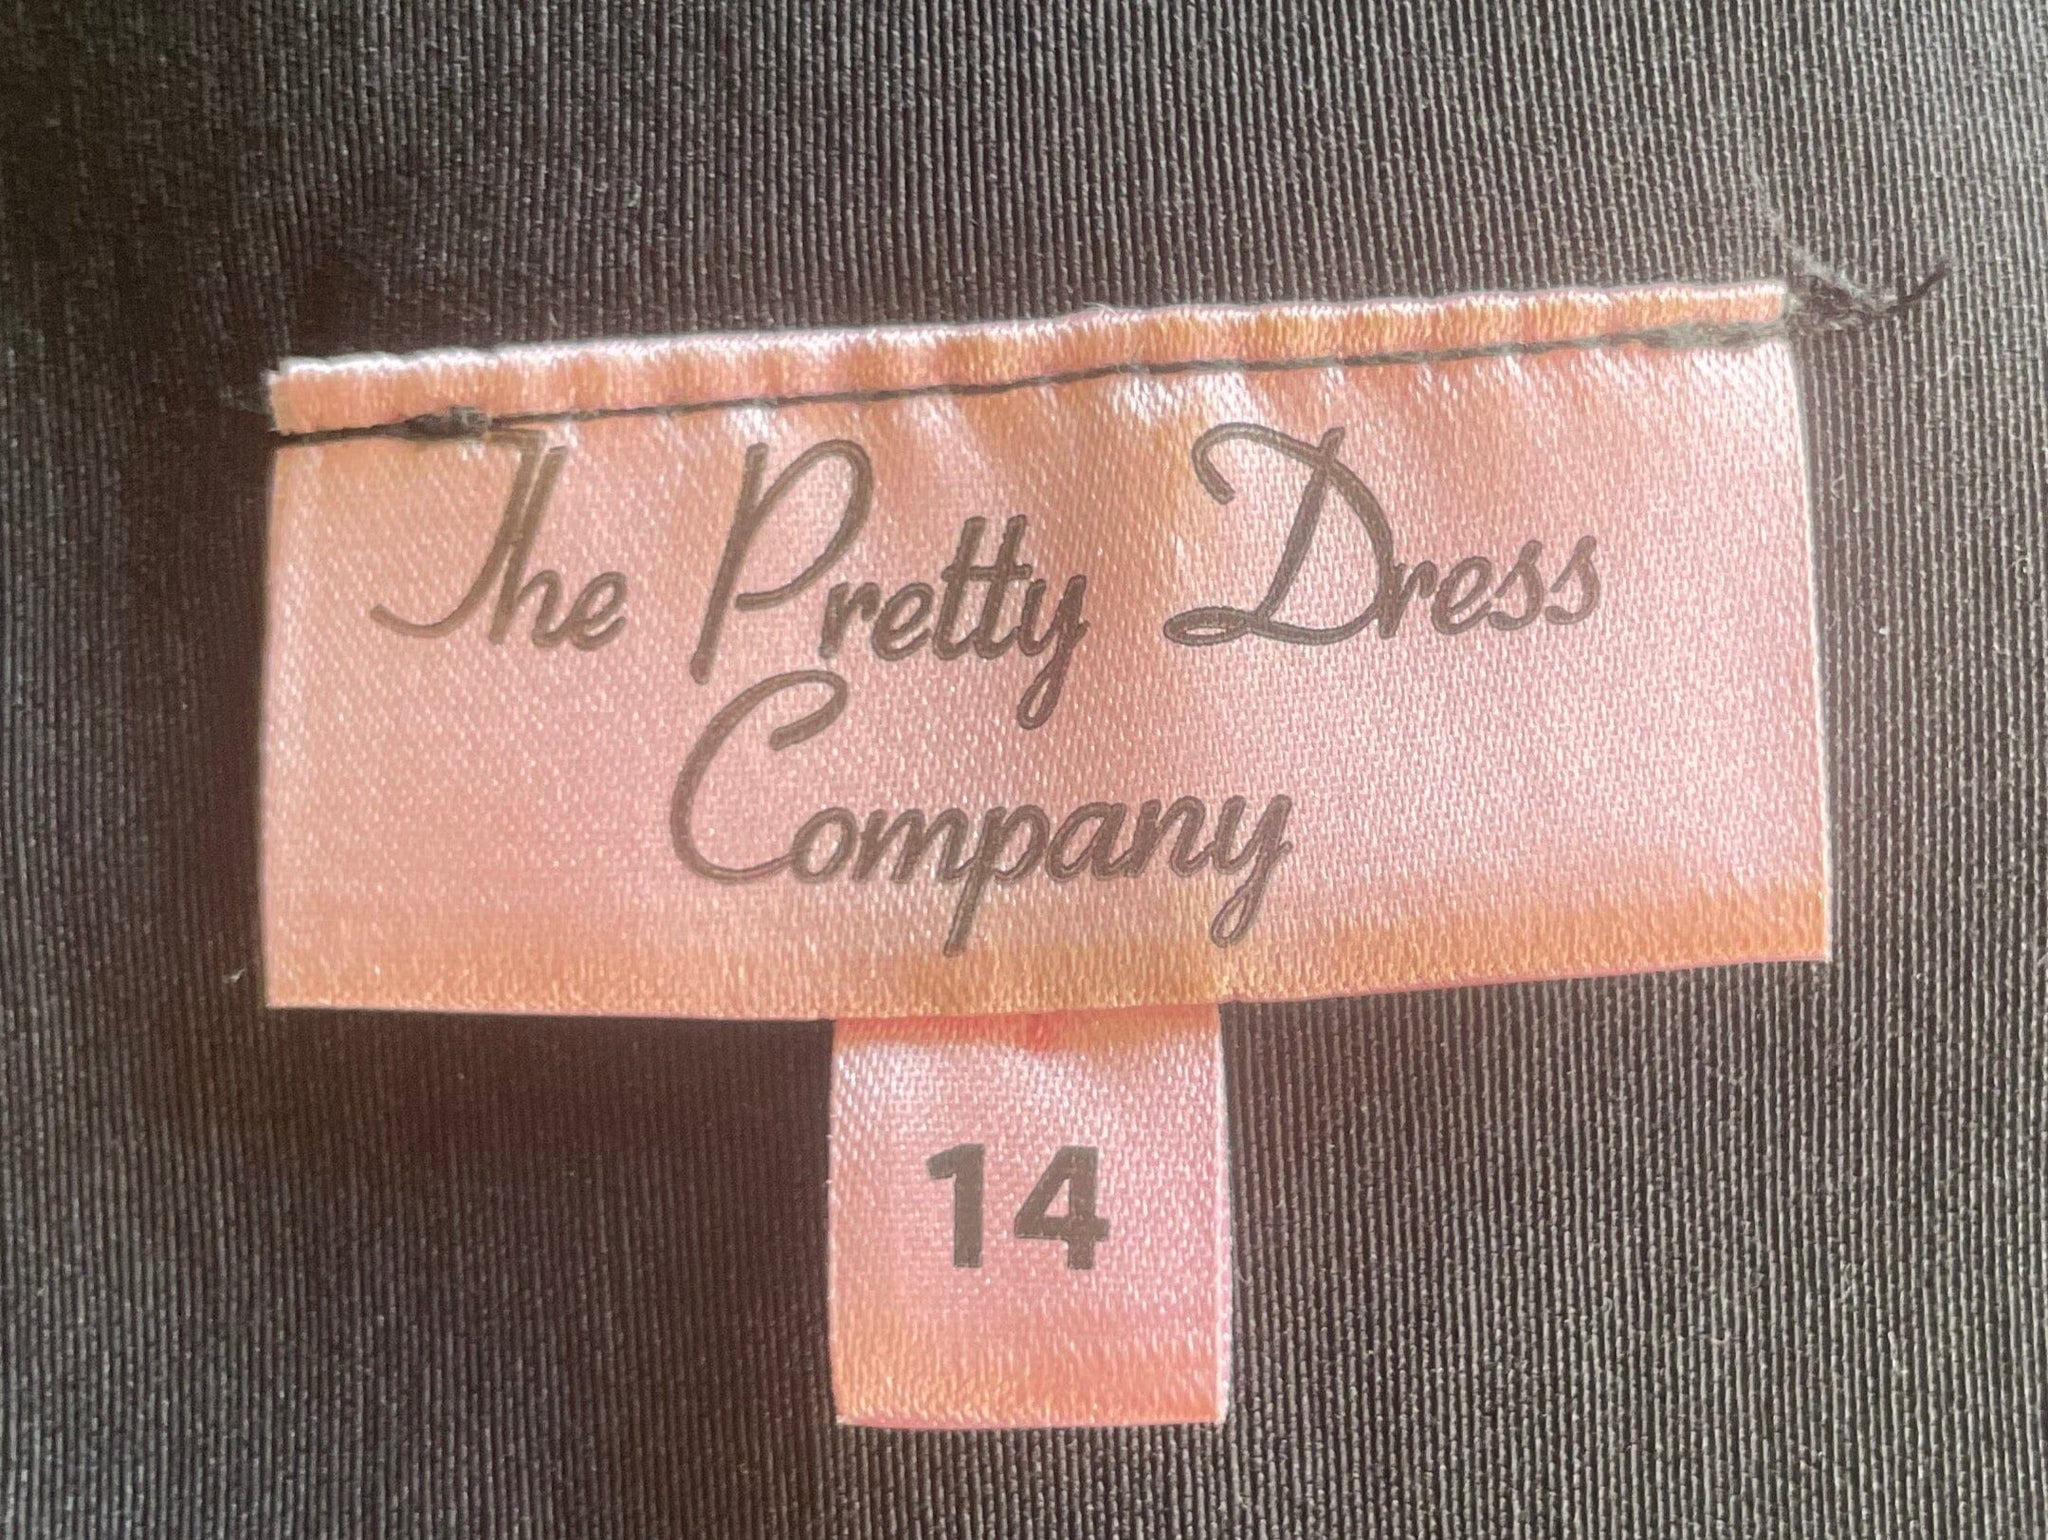 The Pretty Dress
Company
14